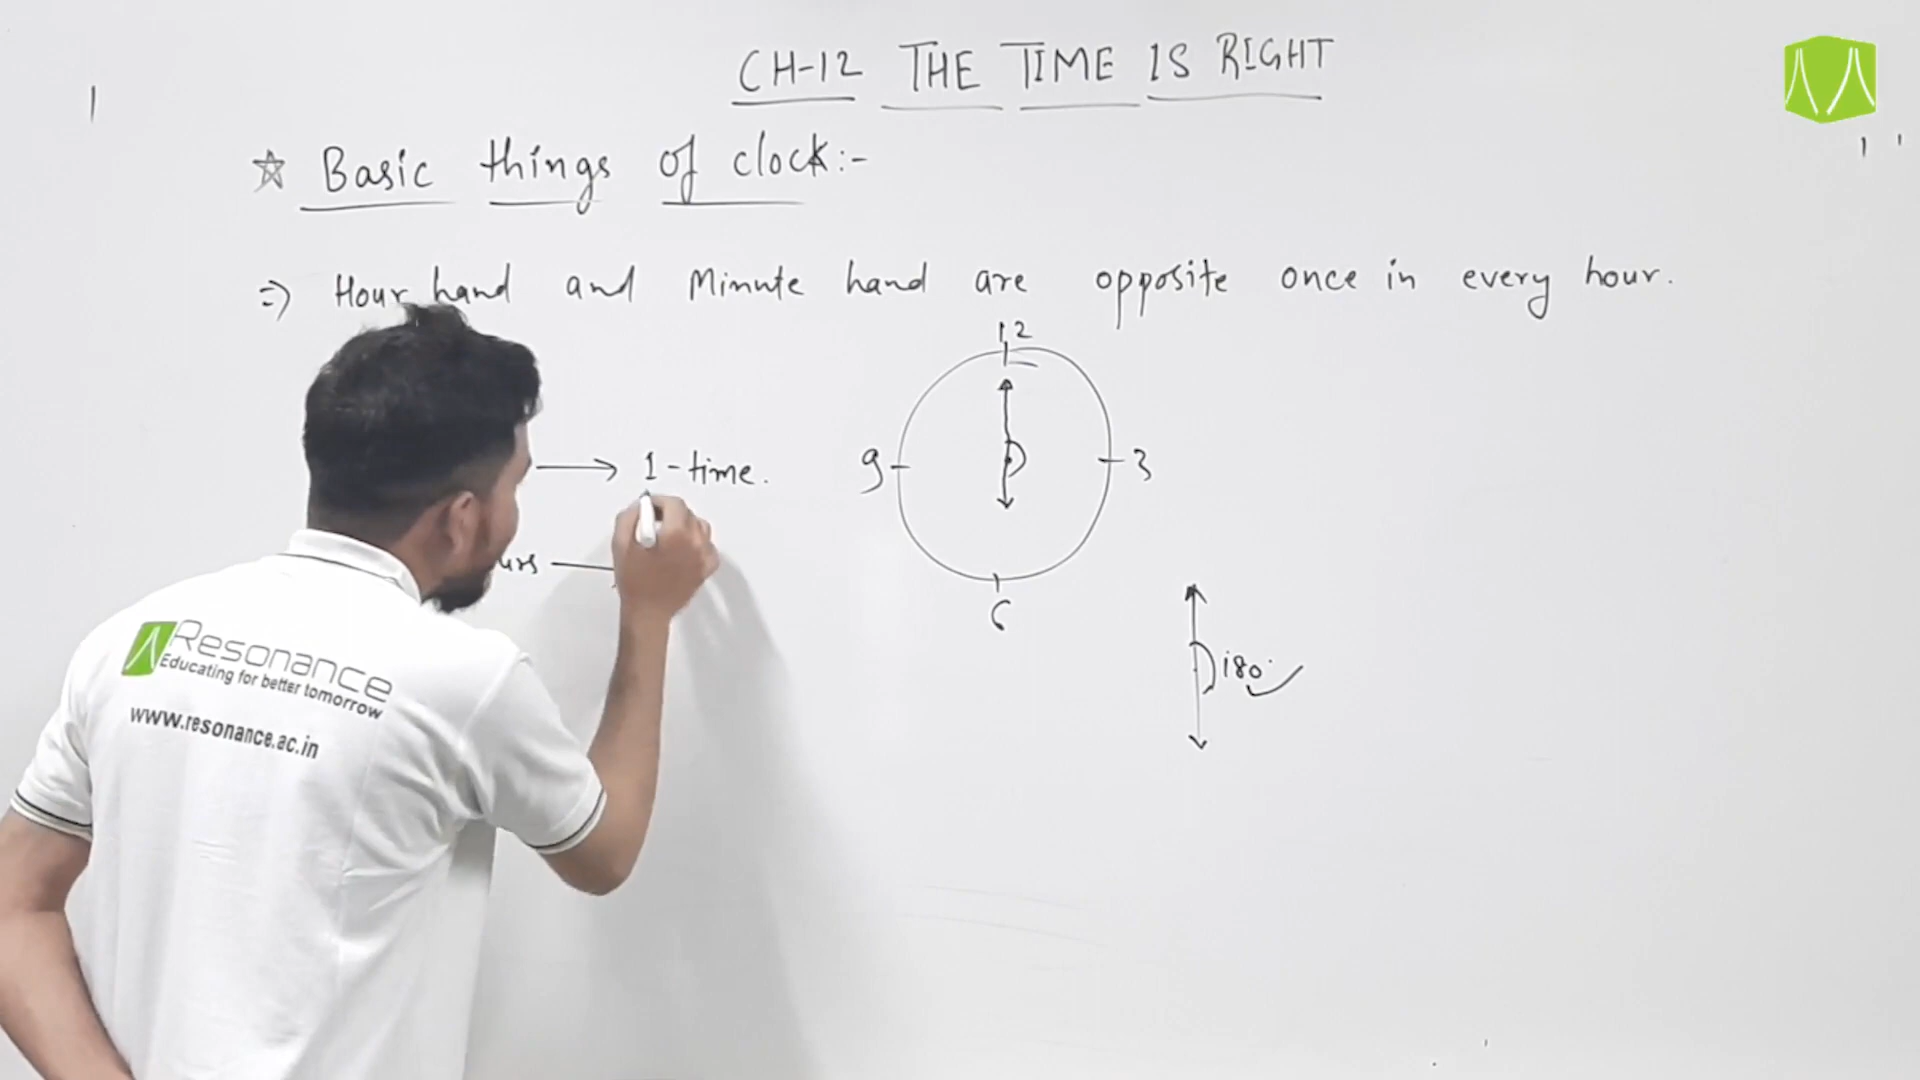 CH-12 THE TIME IS RIGHT
☆ Basic things of clock:-
=> Hour hand and Minute hand are opposite once in every hour.
12
9
3
→ 1-time.
6
180°
Resonance
Educating for better tomorrow
www.resonance.ac.in